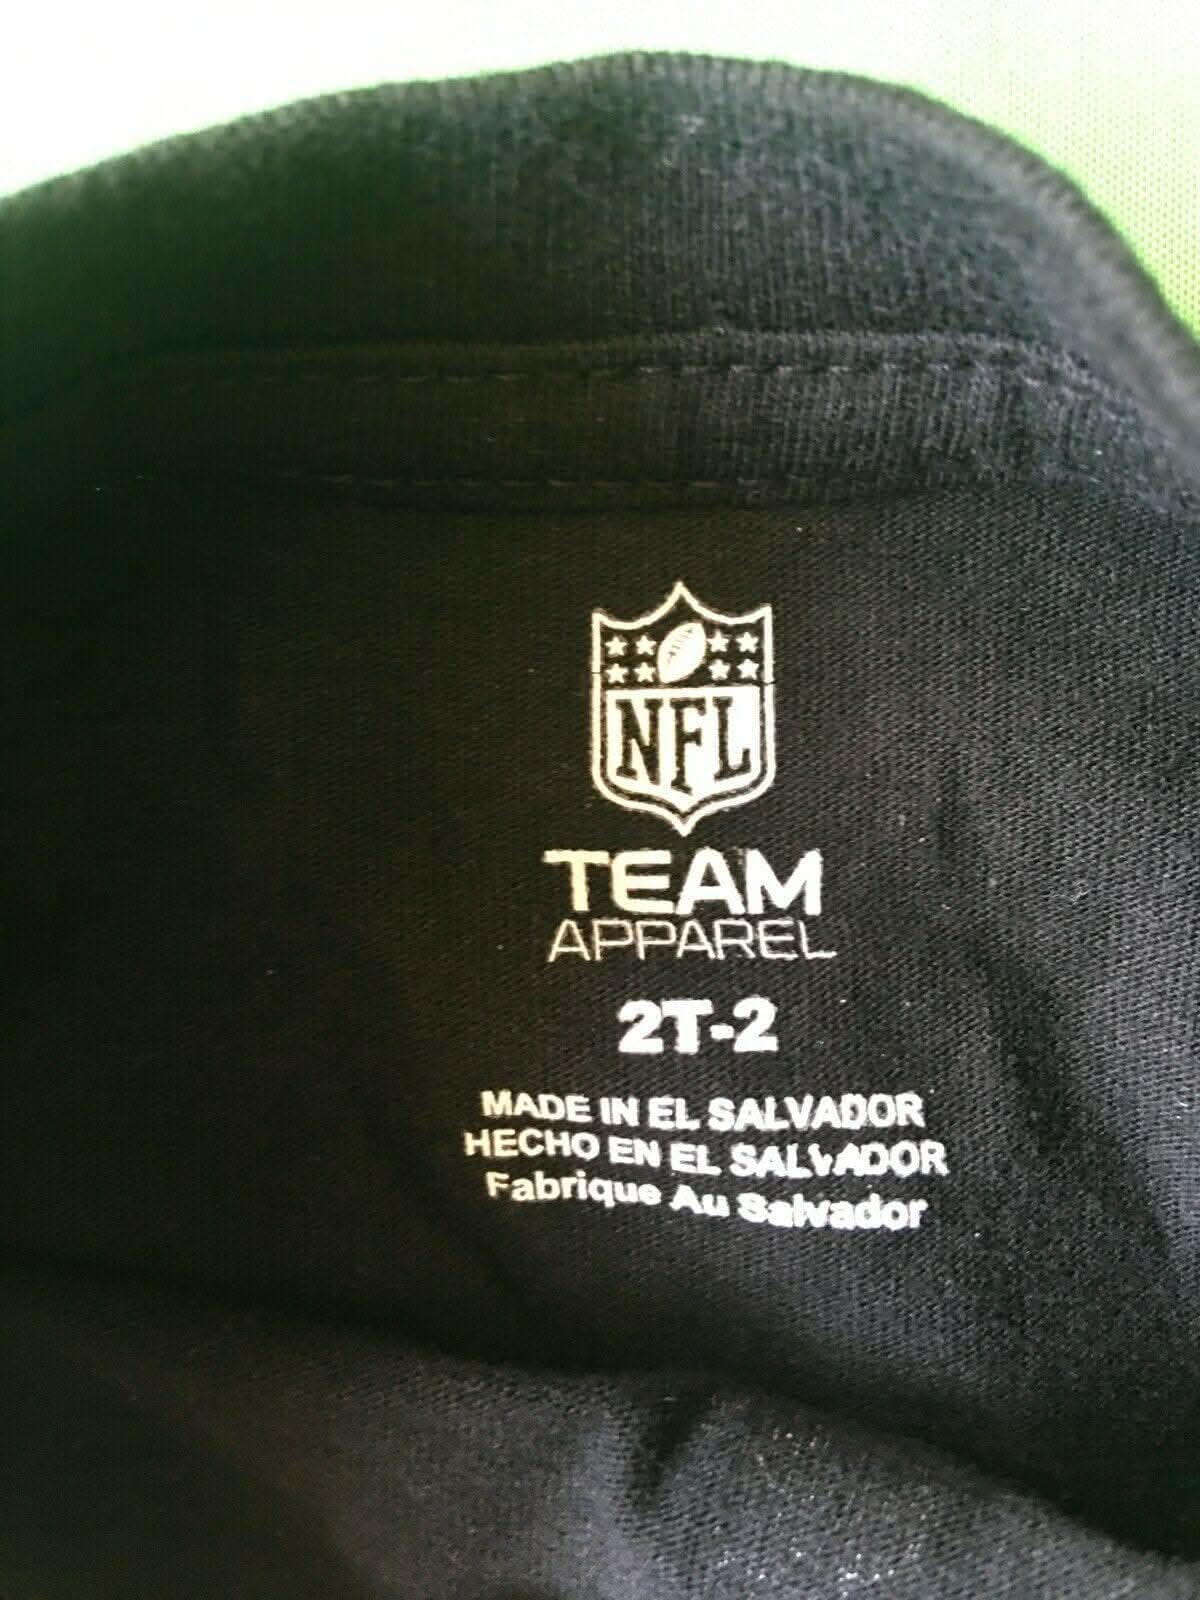 NFL
TEAM
APPAREL
2T-2
MADE IN EL SALVADOR
HECHO EN EL SALVADOR
Fabrique Au Salvador